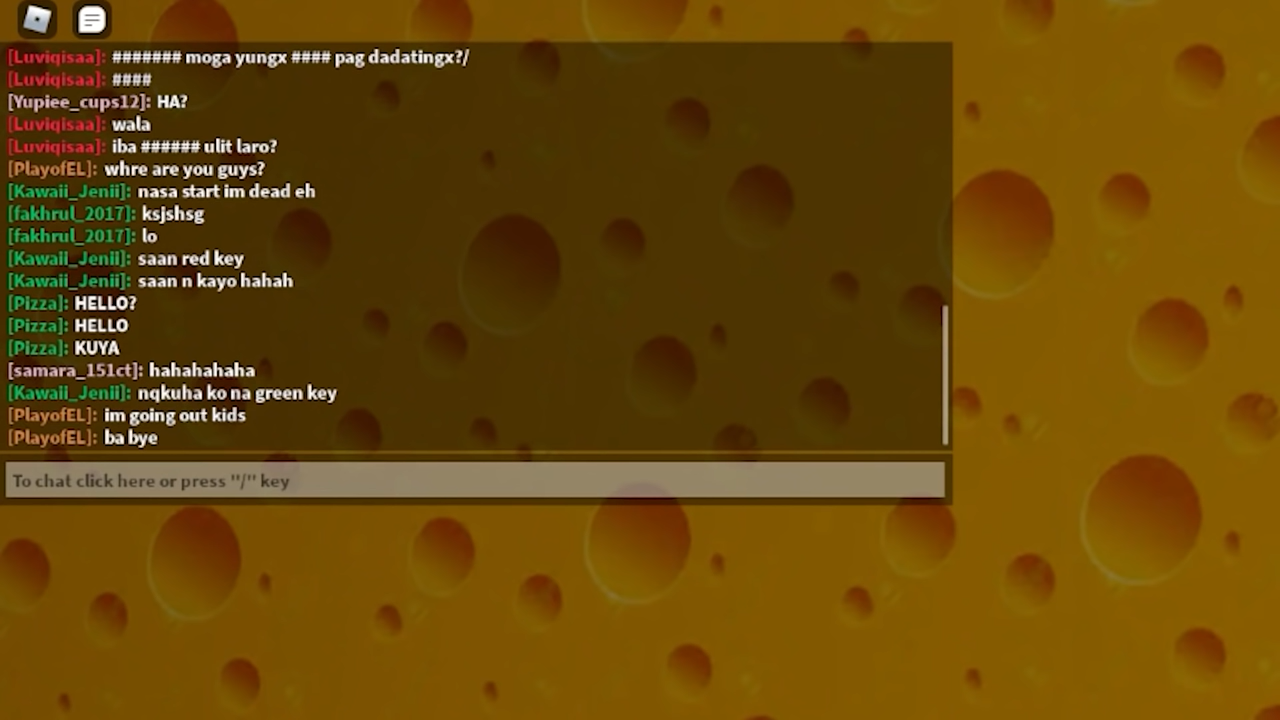 [Luviqisaa]: ####### moga yungx #### pag dadatingx?/
[Luviqisaa]: ####
[Yupiee_cups12]: HA?
[Luviqisaa]: wala
[Luviqisaa]: iba ###### ulit laro?
[PlayofEL]: whre are you guys?
[Kawaii_Jenii]: nasa start im dead eh
[fakhrul_2017]: ksjshsg
[fakhrul_2017]: lo
[Kawaii_Jenii]: saan red key
[Kawaii_Jenii]: saan n kayo hahah
[Pizza]: HELLO?
[Pizza]: HELLO
[Pizza]: KUYA
[samara_151ct]: hahahahaha
[Kawaii_Jenii]: nqkuha ko na green key
[PlayofEL]: im going out kids
[PlayofEL]: ba bye
To chat click here or press "/" key